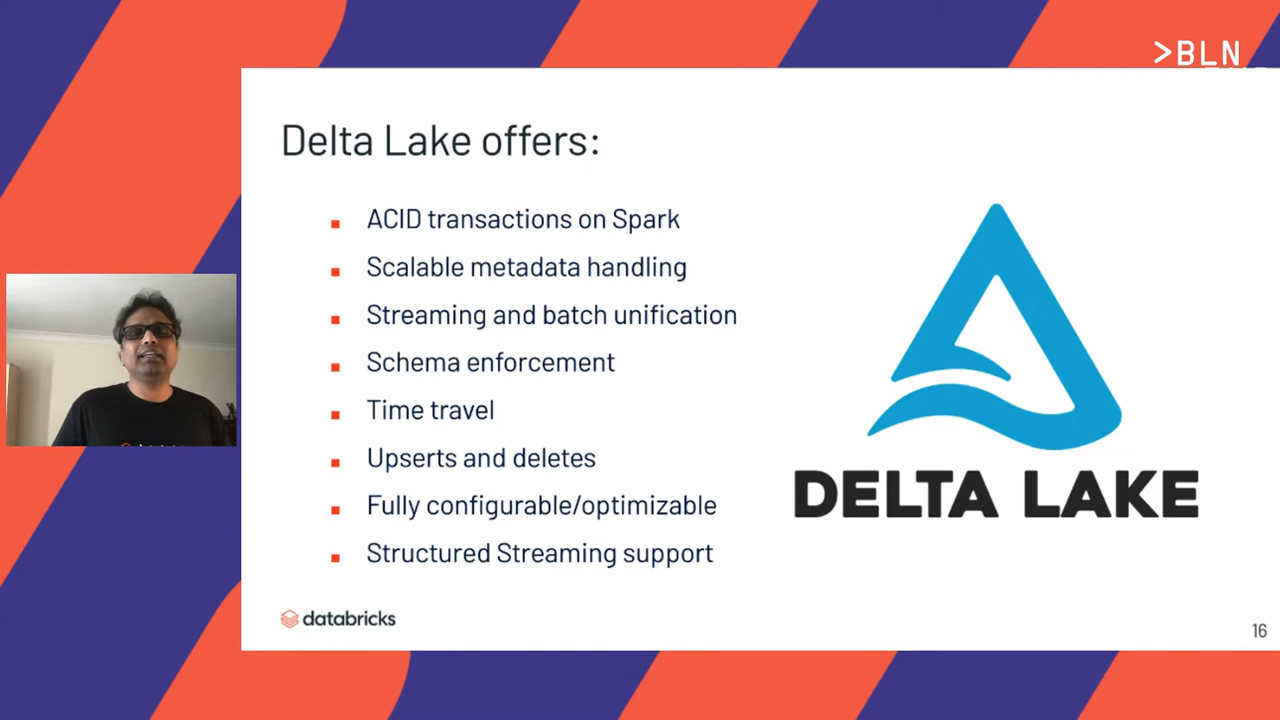 >BLN
Delta Lake offers:
ACID transactions on Spark
Scalable metadata handling
Streaming and batch unification
Schema enforcement
Time travel
Upserts and deletes
Fully configurable/optimizable
Structured Streaming support
DELTA LAKE
databricks
16